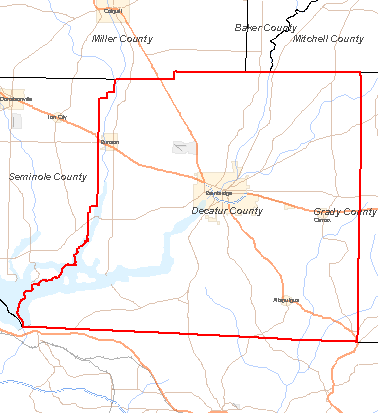 Colquitt
Miller County
Baker County
Mitchell County
Donalsonville
Iron City
Brinson
Seminole County
Bainbridge
Decatur County
Grady County
Climax
Attapulgus